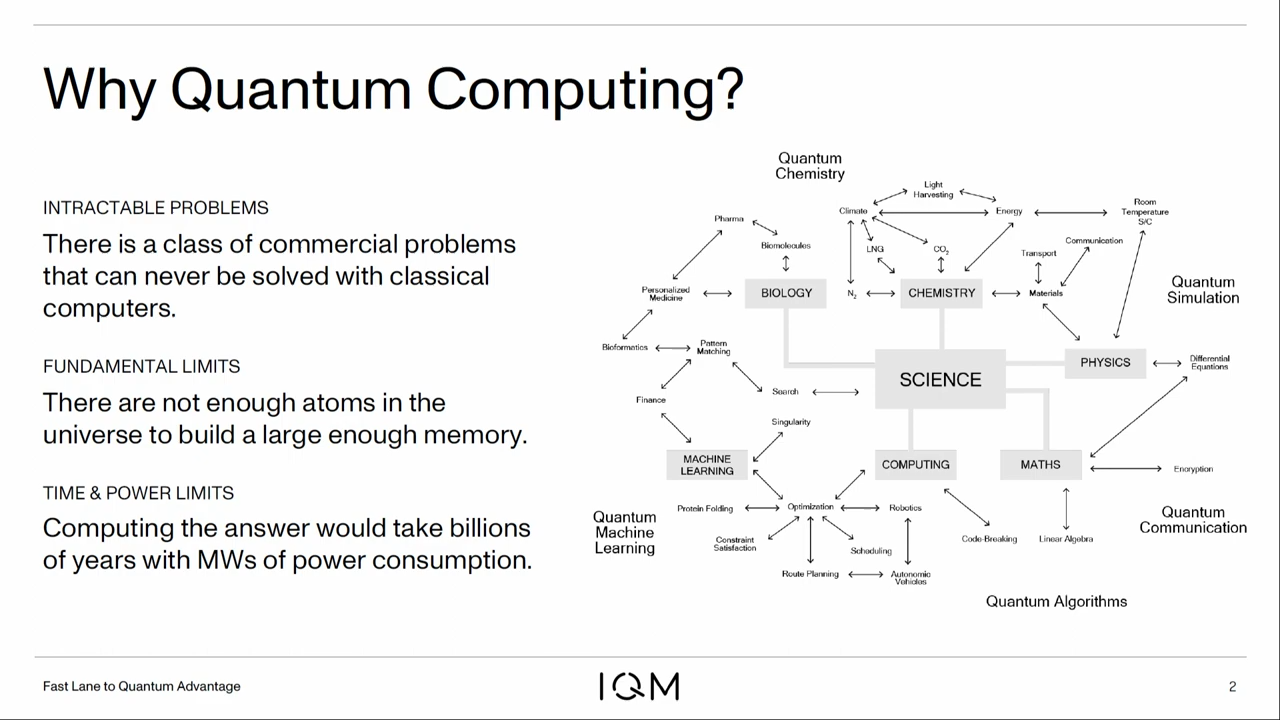 Why Quantum Computing?
INTRACTABLE PROBLEMS
There is a class of commercial problems
that can never be solved with classical
computers.
FUNDAMENTAL LIMITS
There are not enough atoms in the
universe to build a large enough memory.
TIME & POWER LIMITS
Computing the answer would take billions
of years with MWs of power consumption.
Quantum
Chemistry
Light
Harvesting
Climate
Energy
Room
Temperature
S/C
Pharma
Biomolecules
LNG
CO2
Transport
Communication
Personalized
Medicine
BIOLOGY
N2
CHEMISTRY
Materials
Quantum
Simulation
Bioformatics
Pattern
Matching
PHYSICS
Differential
Equations
Finance
Search
SCIENCE
Singularity
MACHINE
LEARNING
COMPUTING
MATHS
Encryption
Protein Folding
Optimization
Robotics
Quantum
Machine
Learning
Constraint
Satisfaction
Scheduling
Code-Breaking
Linear Algebra
Quantum
Communication
Route Planning
Autonomic
Vehicles
Quantum Algorithms
Fast Lane to Quantum Advantage
IQM
2